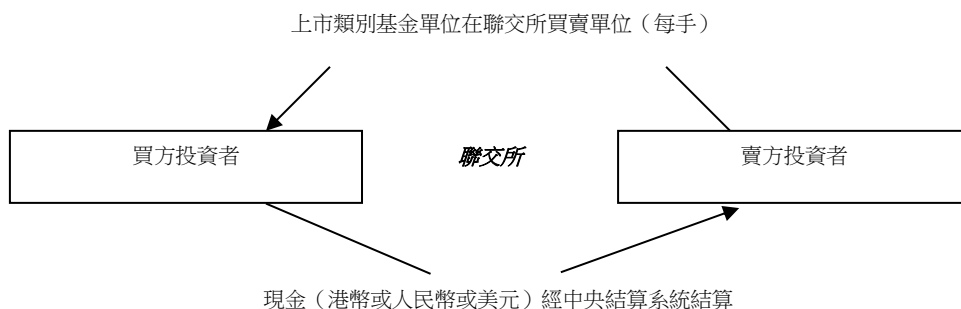 上市類別基金單位在聯交所買賣單位（每手）
買方投資者
聯交所
賣方投資者
現金（港幣或人民幣或美元）經中央結算系統結算